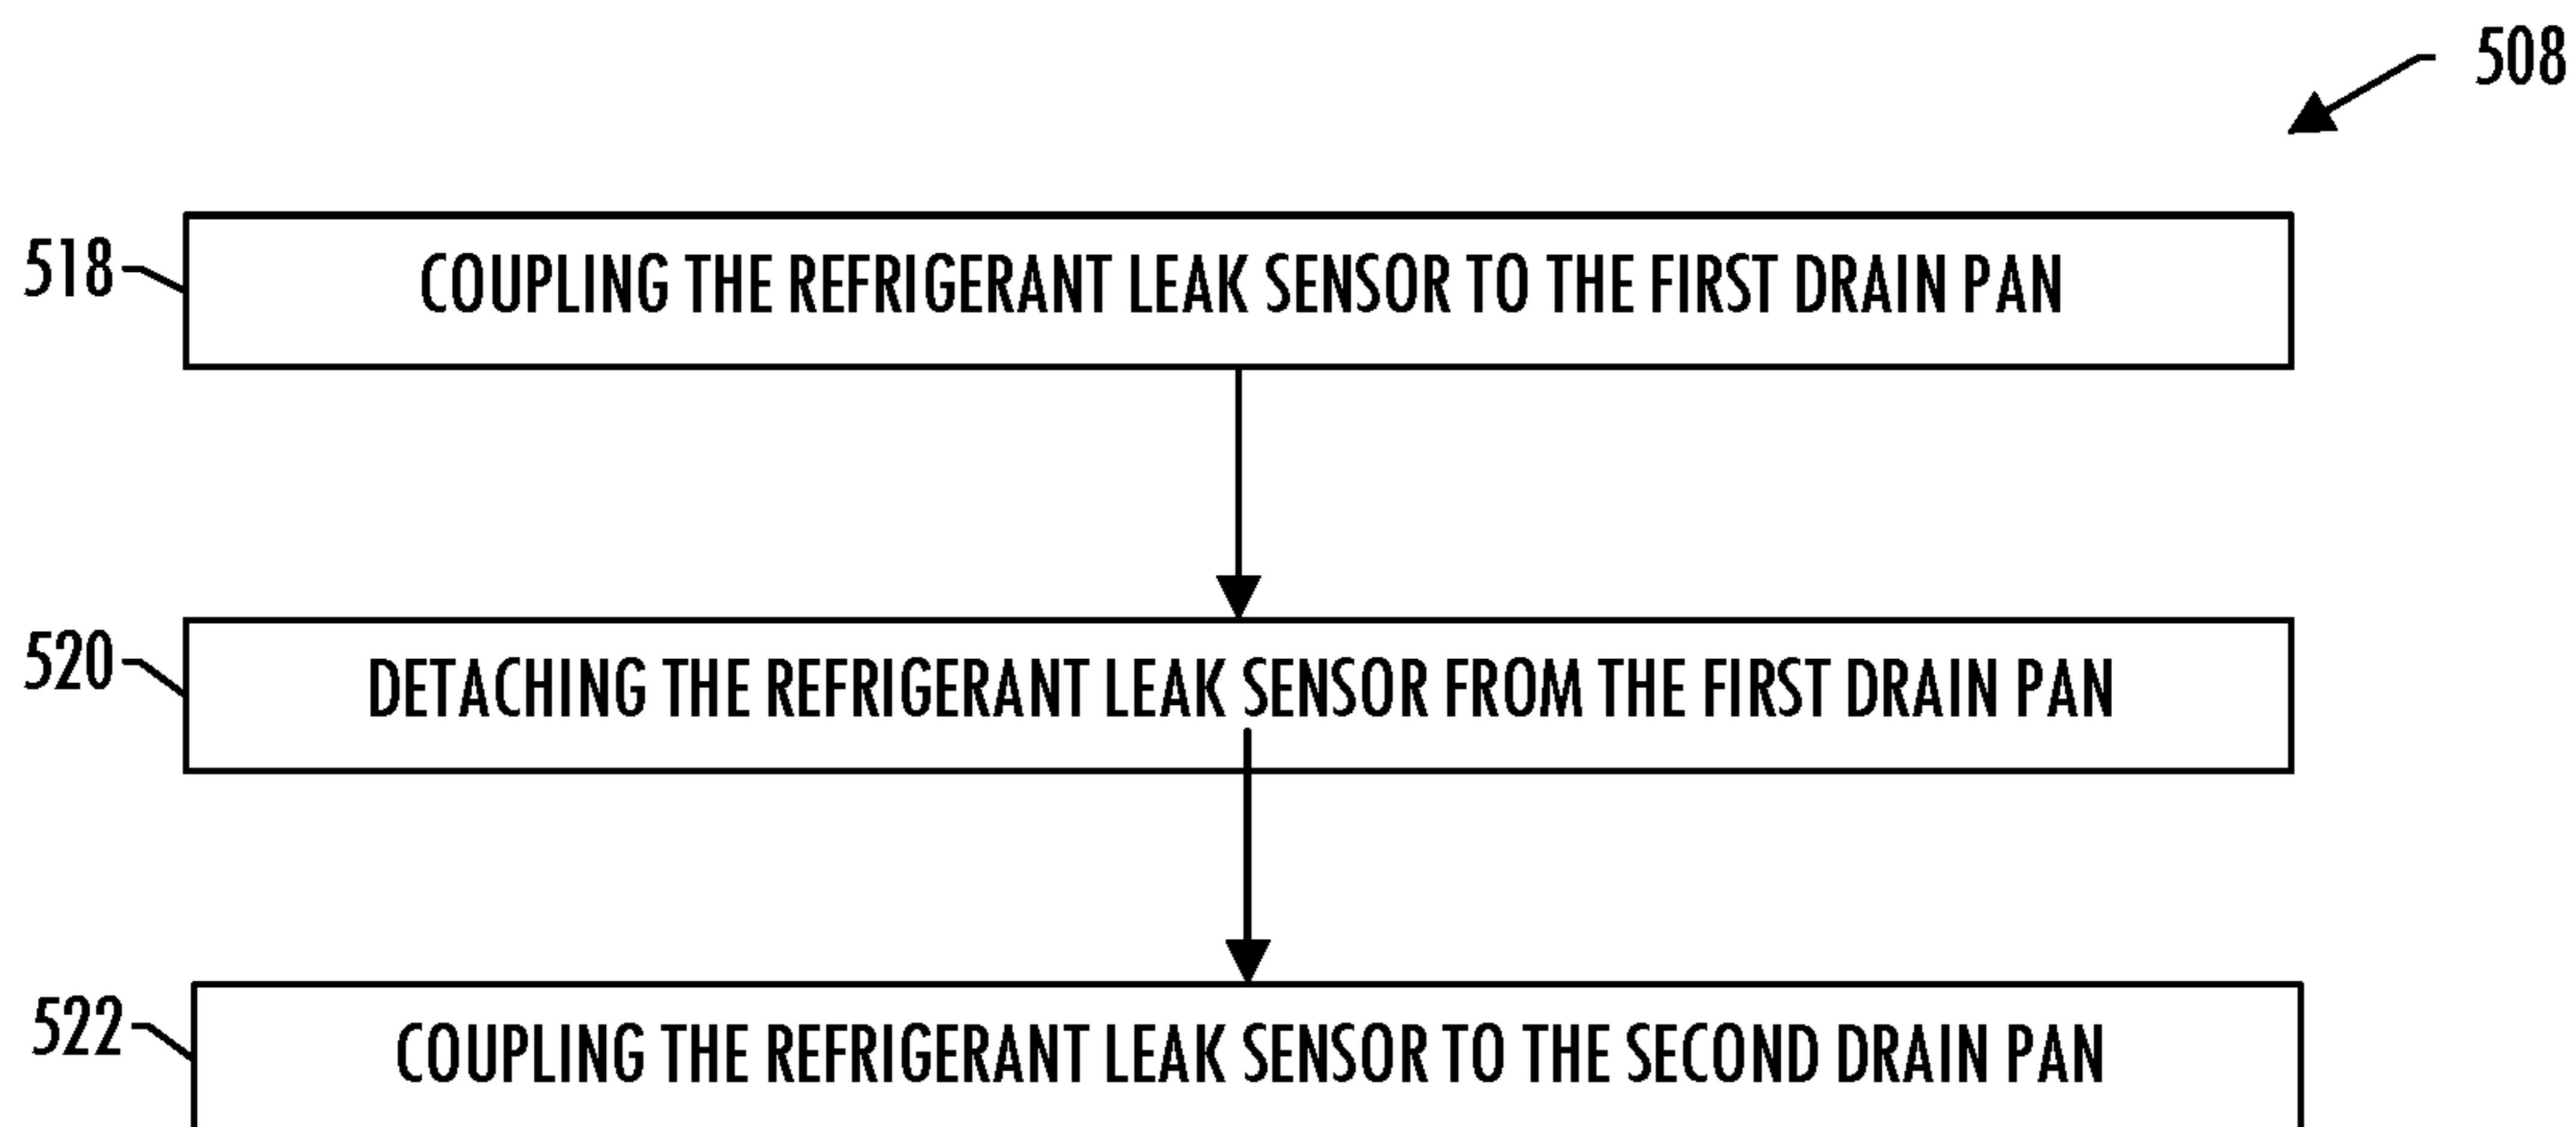 508
518
COUPLING THE REFRIGERANT LEAK SENSOR TO THE FIRST DRAIN PAN
520
DETACHING THE REFRIGERANT LEAK SENSOR FROM THE FIRST DRAIN PAN
522
COUPLING THE REFRIGERANT LEAK SENSOR TO THE SECOND DRAIN PAN